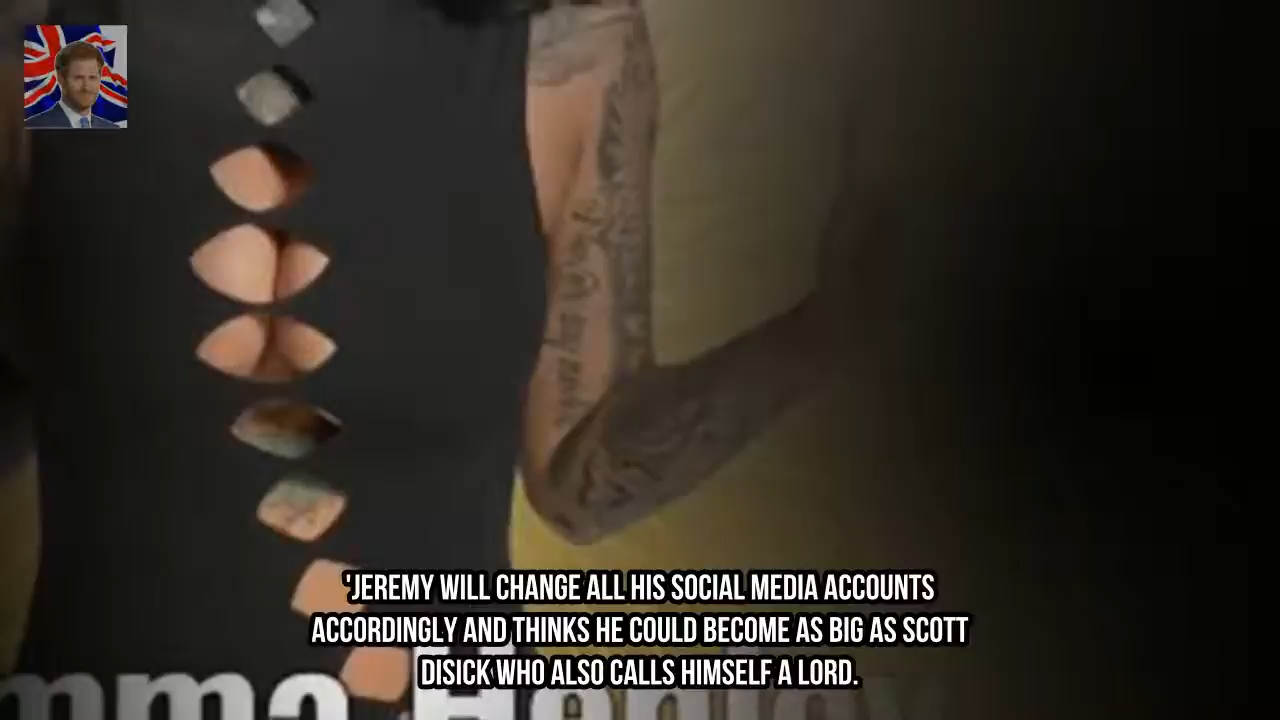 'JEREMY WILL CHANGE ALL HIS SOCIAL MEDIA ACCOUNTS
ACCORDINGLY AND THINKS HE COULD BECOME AS BIG AS SCOTT
DISICK WHO ALSO CALLS HIMSELF A LORD.